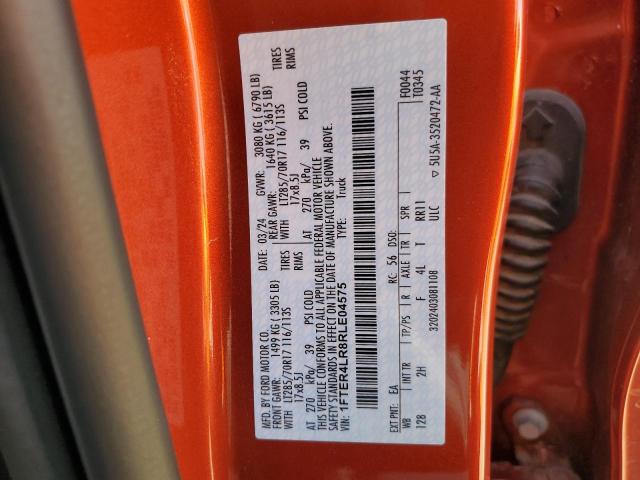 MFD. BY FORD MOTOR CO.
DATE: 03/24 GVWR: 3080 KG ( 6790 LB)
FRONT GAWR: 1499 KG ( 3305 LB) REAR GAWR: 1640 KG ( 3615 LB)
LT285/70R17 116/113S WITH LT285/70R17 116/113S TIRES
17x8.5J RIMS 17x8.5J RIMS
AT 270 kPa/ 39 PSI COLD AT 270 kPa/ 39 PSI COLD
THIS VEHICLE CONFORMS TO ALL APPLICABLE FEDERAL MOTOR VEHICLE
SAFETY STANDARDS IN EFFECT ON THE DATE OF MANUFACTURE SHOWN ABOVE.
VIN: 1FTER4LR8RLE04575 Truck
F0044
T0345
EXT PNT: EA RC: 56 DSO:
WB INT TR TP/PS R AXLE TR SPR
128 2H F 4L T RR11
3202403081108 ULC ▽ 5U5A-3520472-AA